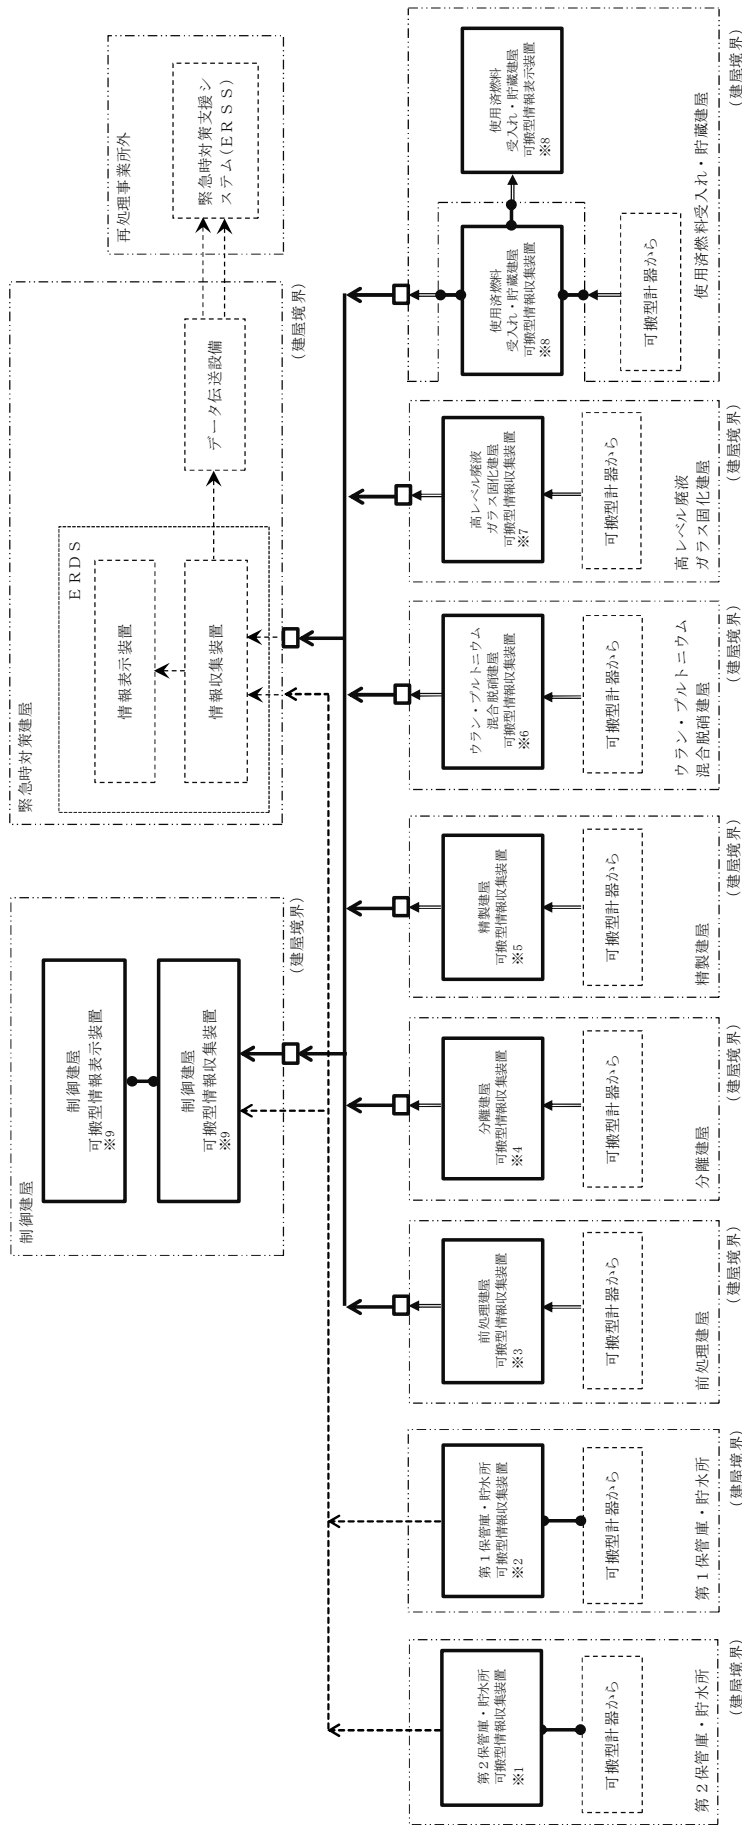 制御建屋
制御建屋
可搬型情報表示装置
※9
制御建屋
可搬型情報収集装置
※9
(建屋境界)
緊急時対策建屋
ERDS
情報表示装置
情報収集装置
データ伝送設備
(建屋境界)
再処理事業所外
緊急時対策支援シ
ステム(ERSS)
第2保管庫・貯水所
可搬型情報収集装置
※1
可搬型計器から
第2保管庫・貯水所
(建屋境界)
第1保管庫・貯水所
可搬型情報収集装置
※2
可搬型計器から
第1保管庫・貯水所
(建屋境界)
前処理建屋
可搬型情報収集装置
※3
可搬型計器から
前処理建屋
(建屋境界)
分離建屋
可搬型情報収集装置
※4
可搬型計器から
分離建屋
(建屋境界)
精製建屋
可搬型情報収集装置
※5
可搬型計器から
精製建屋
(建屋境界)
ウラン・プルトニウム
混合脱硝建屋
可搬型情報収集装置
※6
可搬型計器から
ウラン・プルトニウム
混合脱硝建屋
(建屋境界)
高レベル廃液
ガラス固化建屋
可搬型情報収集装置
※7
可搬型計器から
高レベル廃液
ガラス固化建屋
(建屋境界)
使用済燃料
受入れ・貯蔵建屋
可搬型情報収集装置
※8
使用済燃料
受入れ・貯蔵建屋
可搬型情報表示装置
※8
可搬型計器から
使用済燃料受入れ・貯蔵建屋
(建屋境界)